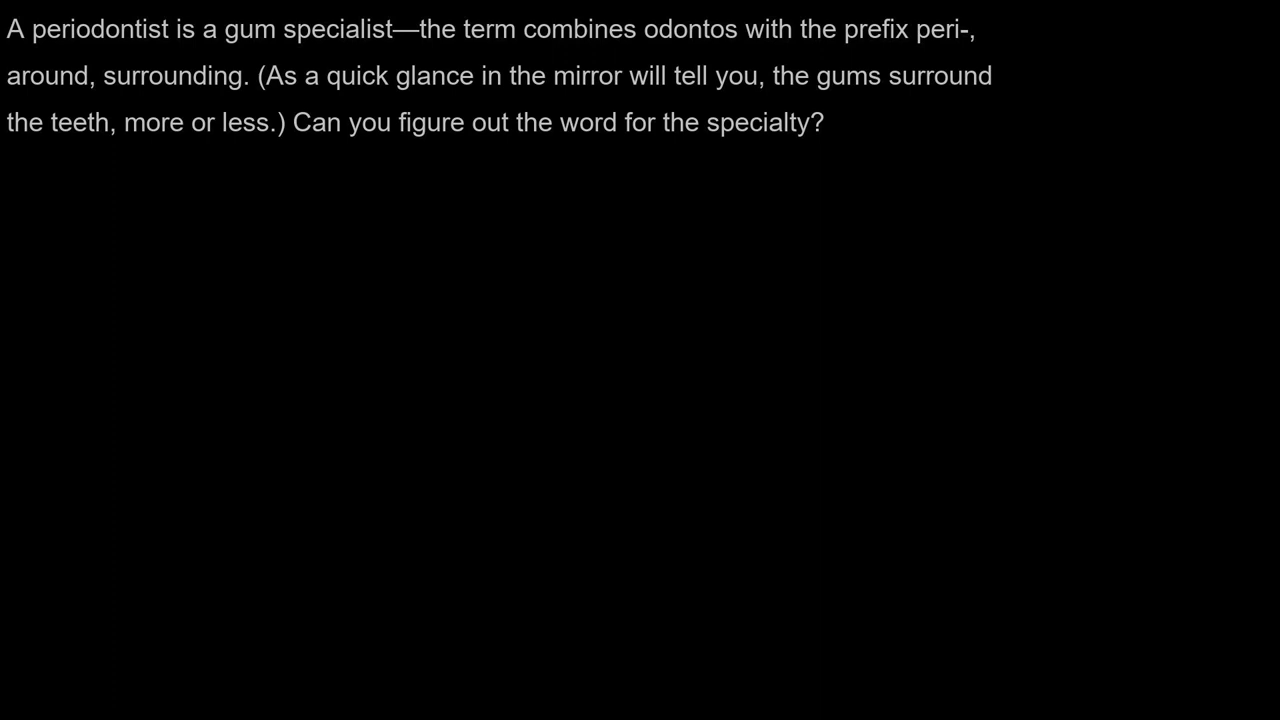 A periodontist is a gum specialist—the term combines odontos with the prefix peri-,
around, surrounding. (As a quick glance in the mirror will tell you, the gums surround
the teeth, more or less.) Can you figure out the word for the specialty?